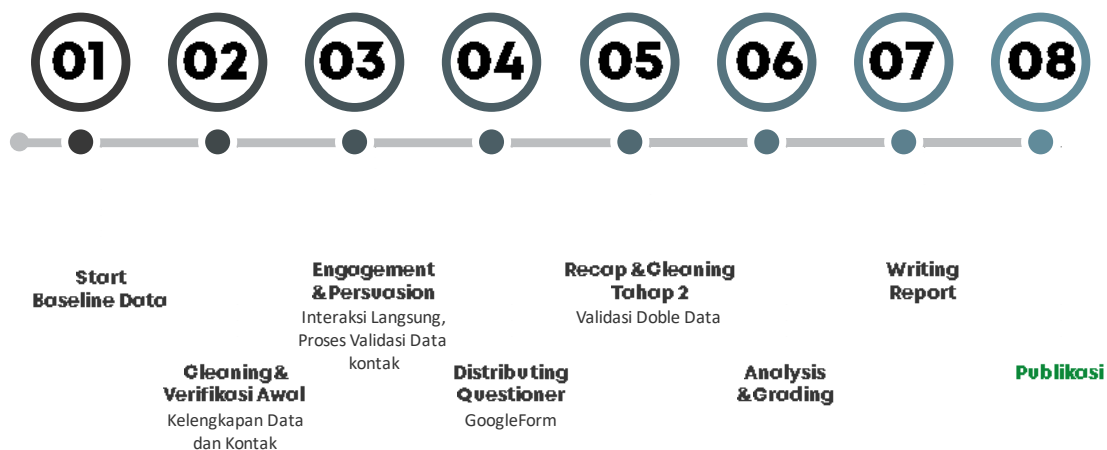 01 02 03 04 05 06 07 08
Start
Baseline Data
Cleaning &
Verifikasi Awal
Kelengkapan Data
dan Kontak
Engagement
& Persuasion
Interaksi Langsung,
Proses Validasi Data
kontak
Distributing
Questioner
GoogleForm
Recap & Cleaning
Tahap 2
Validasi Doble Data
Analysis
& Grading
Writing
Report
Publikasi